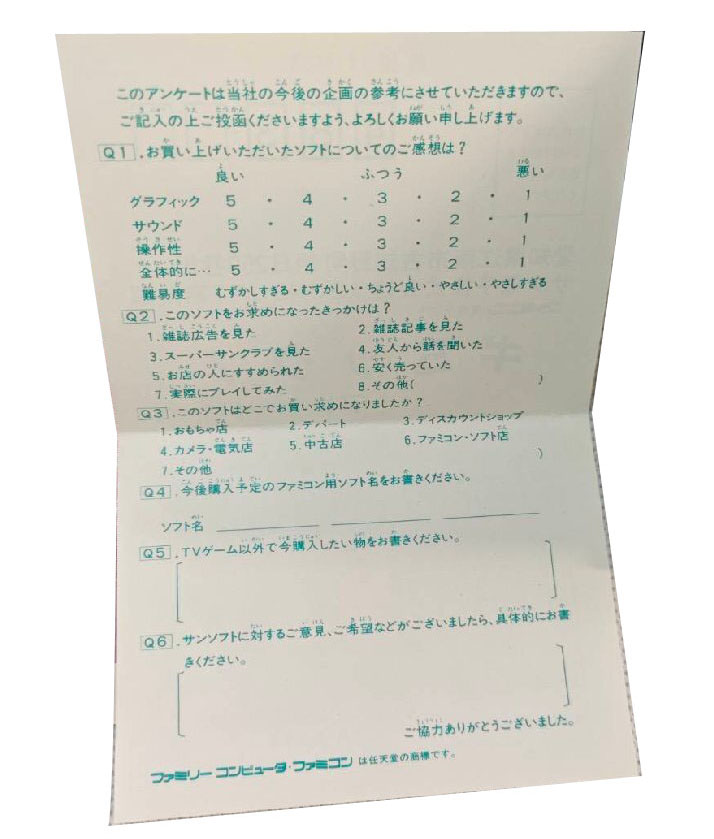 このアンケートは当社の今後の企画の参考にさせていただきますので、
ご記入の上ご投函くださいますよう、よろしくお願い申し上げます。
Q1.お買い上げいただいたソフトについてのご感想は?
良い ふつう 悪い
グラフィック 5 ・ 4 ・ 3 ・ 2 ・ 1
サウンド 5 ・ 4 ・ 3 ・ 2 ・ 1
操作性 5 ・ 4 ・ 3 ・ 2 ・ 1
全体的に… 5 ・ 4 ・ 3 ・ 2 ・ 1
難易度 むずかしすぎる・むずかしい・ちょうど良い・やさしい・やさしすぎる
Q2.このソフトをお求めになったきっかけは?
1.雑誌広告を見た 2.雑誌記事を見た
3.スーパーサンクラブを見た 4.友人から話を聞いた
5.お店の人にすすめられた 6.安く売っていた
7.実際にプレイしてみた 8.その他( )
Q3.このソフトはどこでお買い求めになりましたか?
1.おもちゃ店 2.デパート 3.ディスカウントショップ
4.カメラ・電気店 5.中古店 6.ファミコン・ソフト店
7.その他 )
Q4.今後購入予定のファミコン用ソフト名をお書きください。
ソフト名
Q5.TVゲーム以外で今購入したい物をお書きください。
Q6.サンソフトに対するご意見、ご希望などがございましたら、具体的にお書
きください。
ご協力ありがとうございました。
ファミリーコンピュータ・ファミコン は任天堂の商標です。